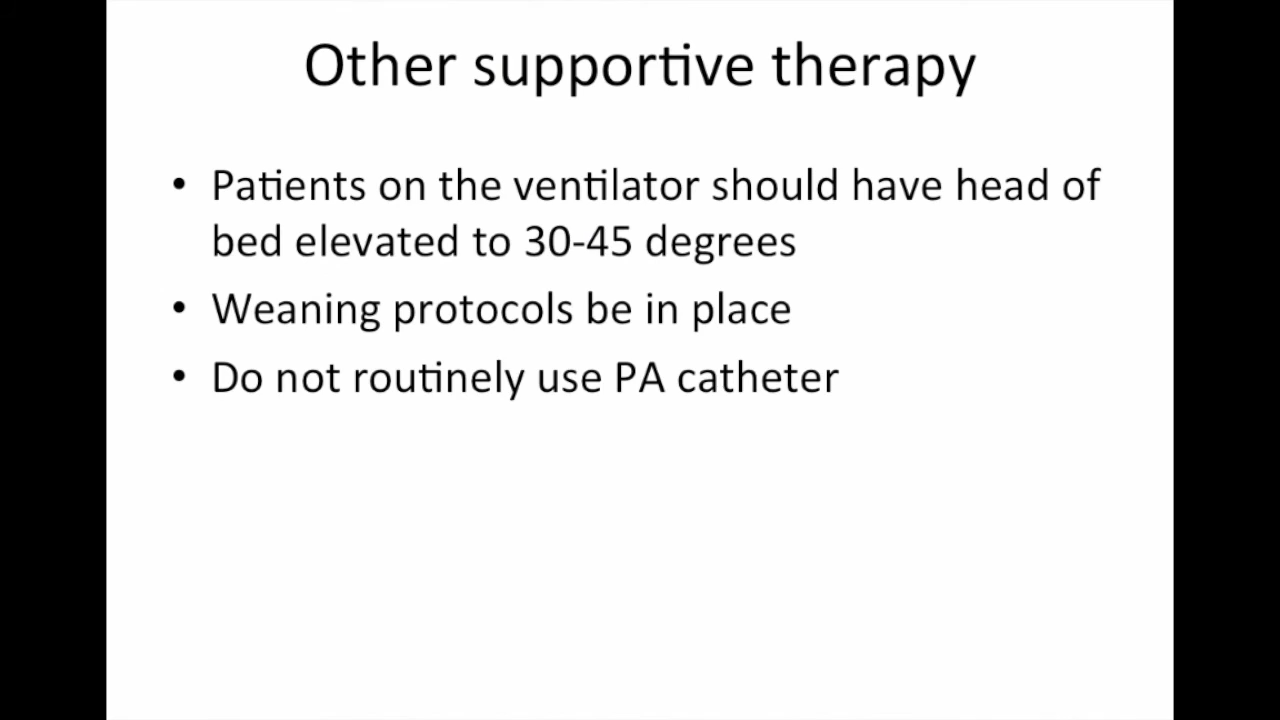 Other supportive therapy
• Patients on the ventilator should have head of
bed elevated to 30-45 degrees
• Weaning protocols be in place
• Do not routinely use PA catheter